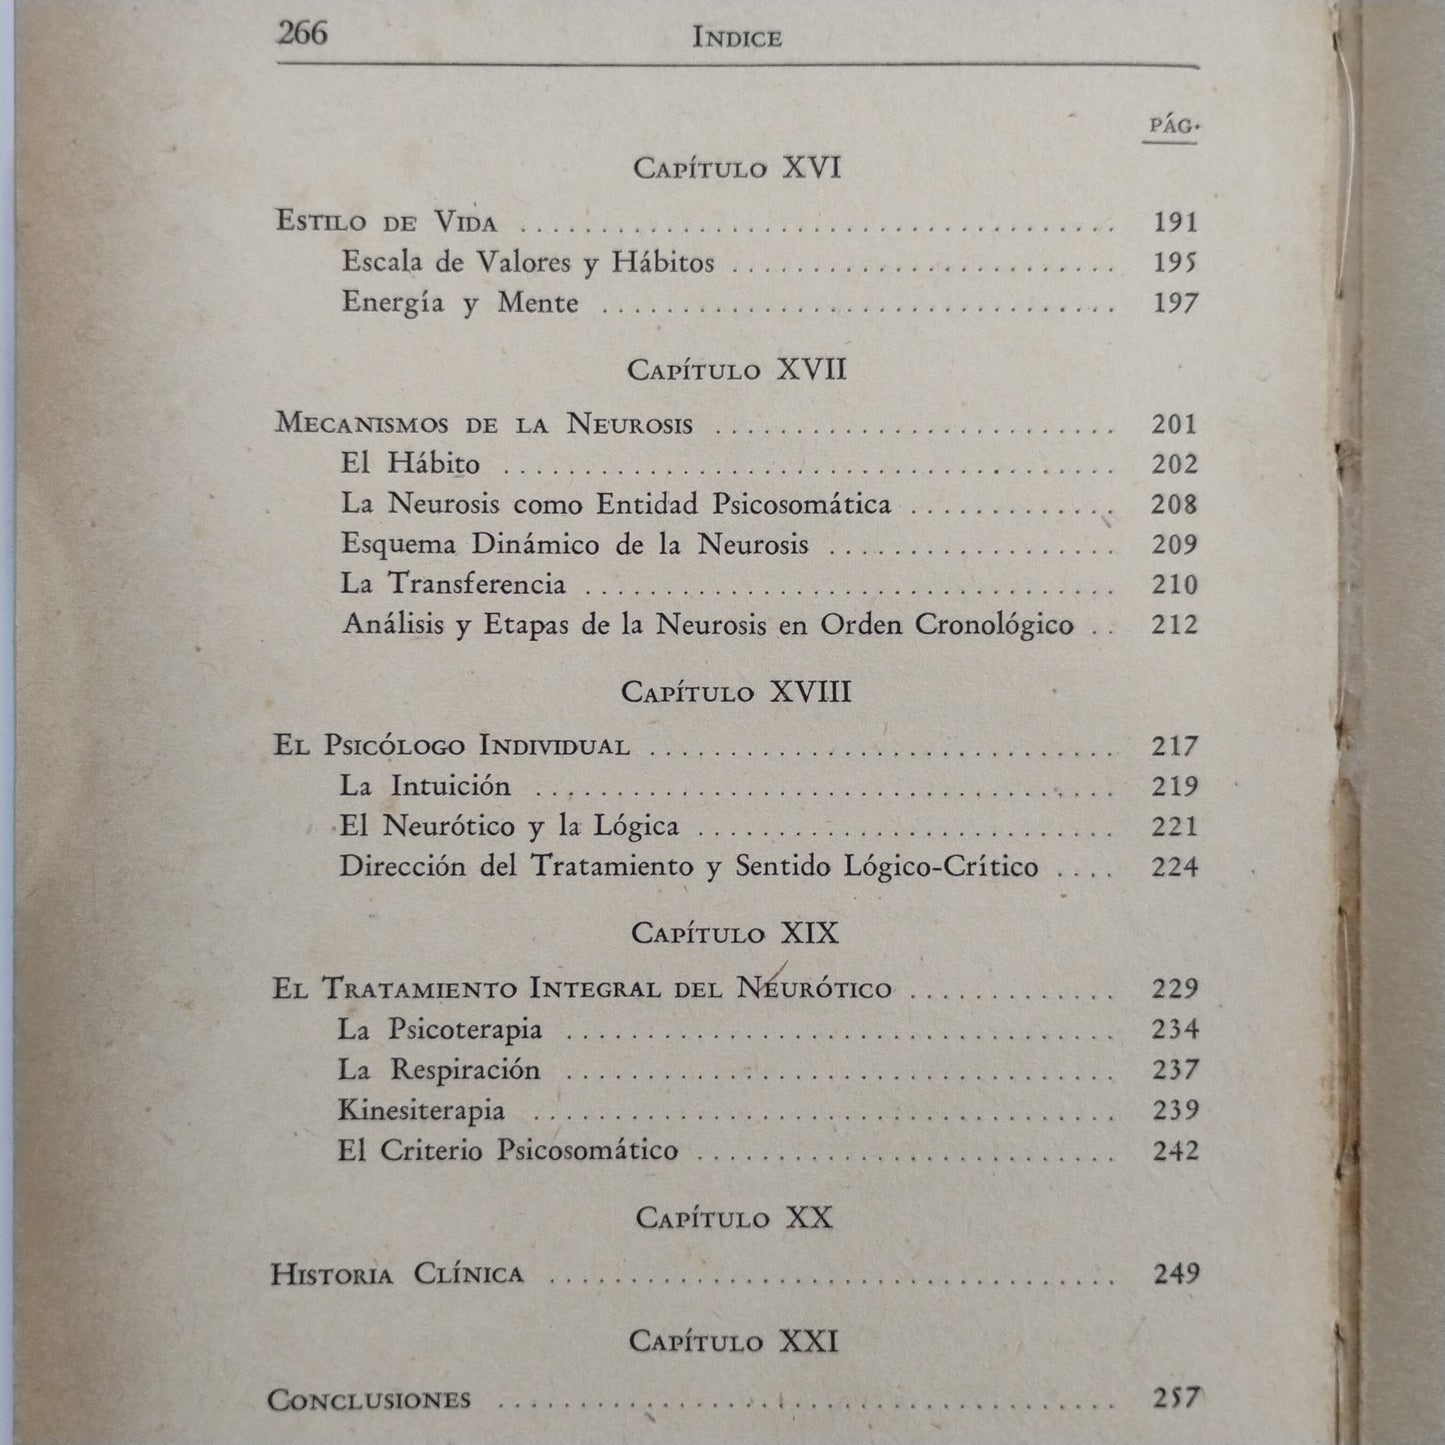 266 INDICE
PÁG.
CAPÍTULO XVI
ESTILO DE VIDA ..................................... 191
Escala de Valores y Hábitos ........................ 195
Energía y Mente ................................ 197
CAPÍTULO XVII
MECANISMOS DE LA NEUROSIS ......................... 201
El Hábito ...................................... 202
La Neurosis como Entidad Psicosomática ............. 208
Esquema Dinámico de la Neurosis .................. 209
La Transferencia ................................. 210
Análisis y Etapas de la Neurosis en Orden Cronológico .. 212
CAPÍTULO XVIII
EL PSICÓLOGO INDIVIDUAL ............................. 217
La Intuición .................................... 219
El Neurótico y la Lógica .......................... 221
Dirección del Tratamiento y Sentido Lógico-Crítico .... 224
CAPÍTULO XIX
EL TRATAMIENTO INTEGRAL DEL NEURÓTICO ............. 229
La Psicoterapia .................................. 234
La Respiración .................................. 237
Kinesiterapia .................................... 239
El Criterio Psicosomático .......................... 242
CAPÍTULO XX
HISTORIA CLÍNICA ................................... 249
CAPÍTULO XXI
CONCLUSIONES ...................................... 257